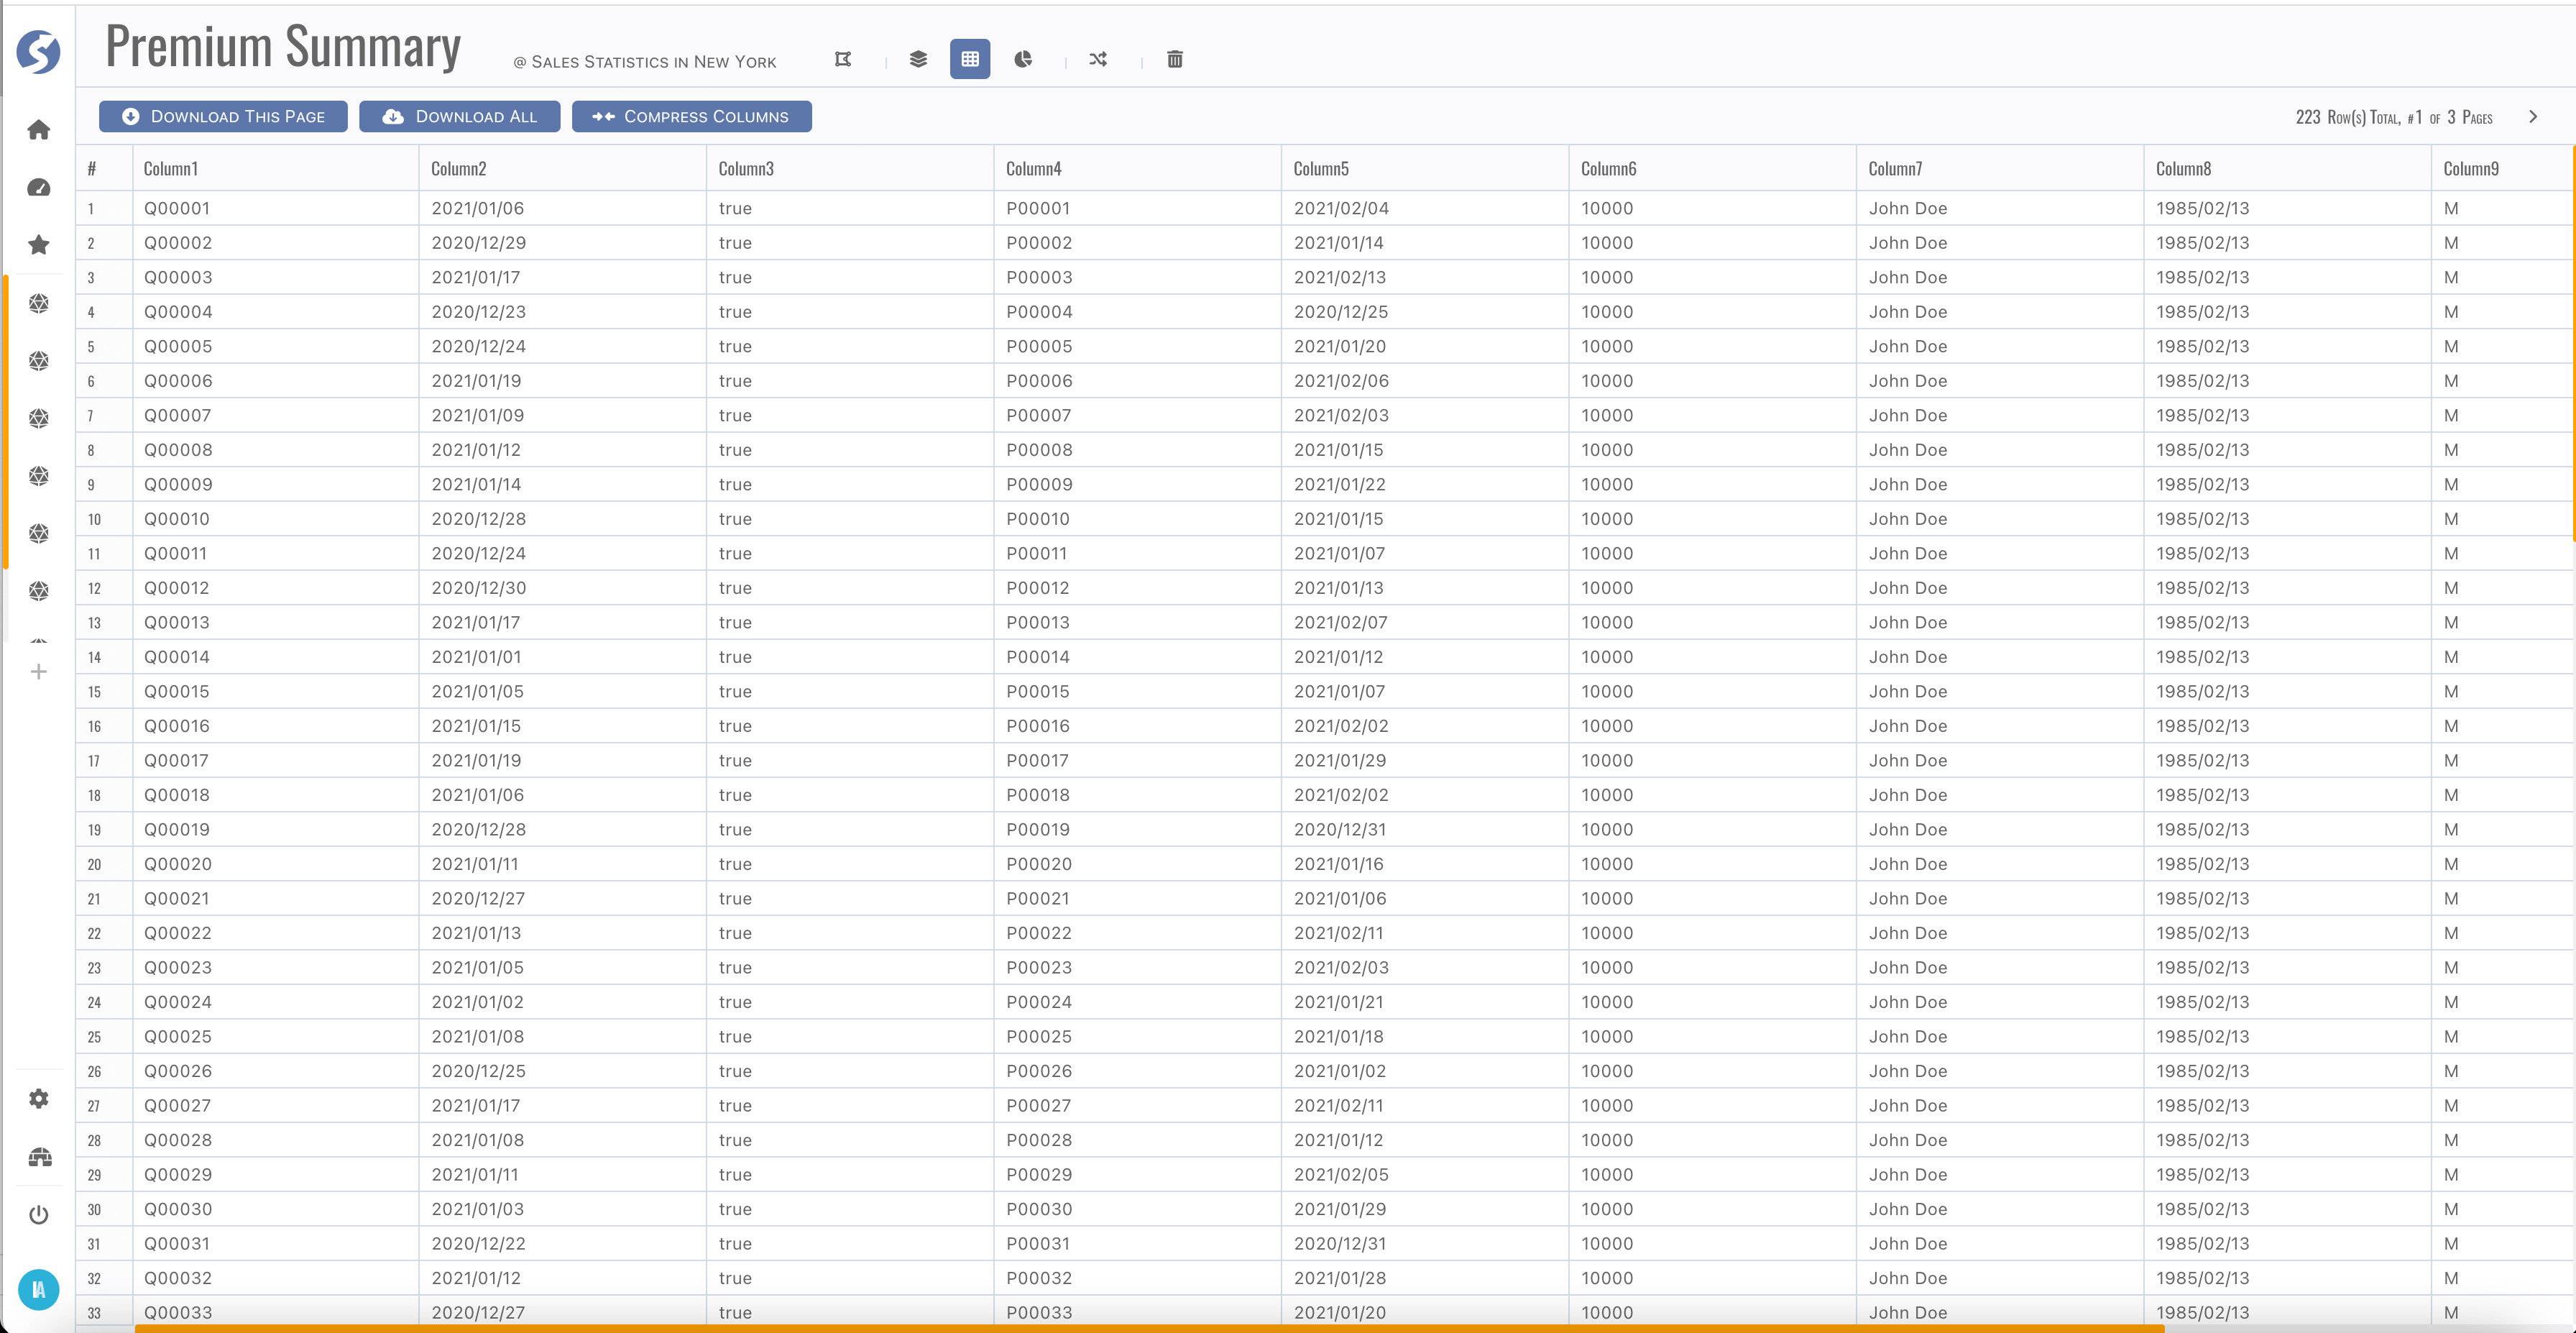 Premium Summary @ Sales Statistics in New York
Download This Page Download All Compress Columns 223 Row(s) Total, #1 of 3 Pages
# Column1 Column2 Column3 Column4 Column5 Column6 Column7 Column8 Column9
1 Q00001 2021/01/06 true P00001 2021/02/04 10000 John Doe 1985/02/13 M
2 Q00002 2020/12/29 true P00002 2021/01/14 10000 John Doe 1985/02/13 M
3 Q00003 2021/01/17 true P00003 2021/02/13 10000 John Doe 1985/02/13 M
4 Q00004 2020/12/23 true P00004 2020/12/25 10000 John Doe 1985/02/13 M
5 Q00005 2020/12/24 true P00005 2021/01/20 10000 John Doe 1985/02/13 M
6 Q00006 2021/01/19 true P00006 2021/02/06 10000 John Doe 1985/02/13 M
7 Q00007 2021/01/09 true P00007 2021/02/03 10000 John Doe 1985/02/13 M
8 Q00008 2021/01/12 true P00008 2021/01/15 10000 John Doe 1985/02/13 M
9 Q00009 2021/01/14 true P00009 2021/01/22 10000 John Doe 1985/02/13 M
10 Q00010 2020/12/28 true P00010 2021/01/15 10000 John Doe 1985/02/13 M
11 Q00011 2020/12/24 true P00011 2021/01/07 10000 John Doe 1985/02/13 M
12 Q00012 2020/12/30 true P00012 2021/01/13 10000 John Doe 1985/02/13 M
13 Q00013 2021/01/17 true P00013 2021/02/07 10000 John Doe 1985/02/13 M
14 Q00014 2021/01/01 true P00014 2021/01/12 10000 John Doe 1985/02/13 M
15 Q00015 2021/01/05 true P00015 2021/01/07 10000 John Doe 1985/02/13 M
16 Q00016 2021/01/15 true P00016 2021/02/02 10000 John Doe 1985/02/13 M
17 Q00017 2021/01/19 true P00017 2021/01/29 10000 John Doe 1985/02/13 M
18 Q00018 2021/01/06 true P00018 2021/02/02 10000 John Doe 1985/02/13 M
19 Q00019 2020/12/28 true P00019 2020/12/31 10000 John Doe 1985/02/13 M
20 Q00020 2021/01/11 true P00020 2021/01/16 10000 John Doe 1985/02/13 M
21 Q00021 2020/12/27 true P00021 2021/01/06 10000 John Doe 1985/02/13 M
22 Q00022 2021/01/13 true P00022 2021/02/11 10000 John Doe 1985/02/13 M
23 Q00023 2021/01/05 true P00023 2021/02/03 10000 John Doe 1985/02/13 M
24 Q00024 2021/01/02 true P00024 2021/01/21 10000 John Doe 1985/02/13 M
25 Q00025 2021/01/08 true P00025 2021/01/18 10000 John Doe 1985/02/13 M
26 Q00026 2020/12/25 true P00026 2021/01/02 10000 John Doe 1985/02/13 M
27 Q00027 2021/01/17 true P00027 2021/02/11 10000 John Doe 1985/02/13 M
28 Q00028 2021/01/08 true P00028 2021/01/12 10000 John Doe 1985/02/13 M
29 Q00029 2021/01/11 true P00029 2021/02/05 10000 John Doe 1985/02/13 M
30 Q00030 2021/01/03 true P00030 2021/01/29 10000 John Doe 1985/02/13 M
31 Q00031 2020/12/22 true P00031 2020/12/31 10000 John Doe 1985/02/13 M
32 Q00032 2021/01/12 true P00032 2021/01/28 10000 John Doe 1985/02/13 M
33 Q00033 2020/12/27 true P00033 2021/01/20 10000 John Doe 1985/02/13 M
IA